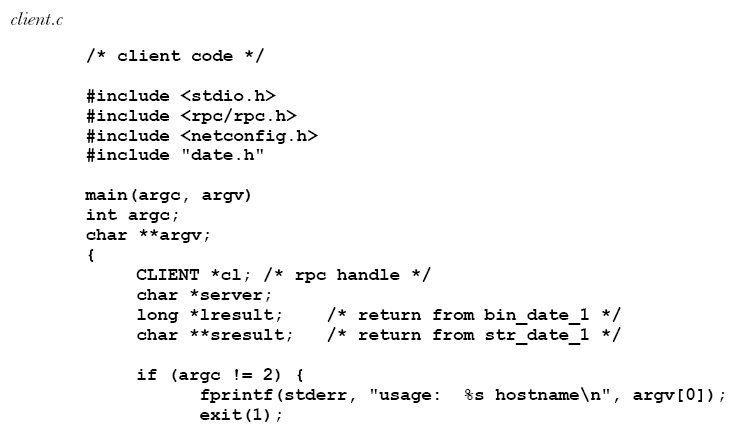 client.c
/* client code */
#include <stdio.h>
#include <rpc/rpc.h>
#include <netconfig.h>
#include "date.h"
main(argc, argv)
int argc;
char **argv;
{
CLIENT *cl; /* rpc handle */
char *server;
long *lresult; /* return from bin_date_1 */
char **sresult; /* return from str_date_1 */
if (argc != 2) {
fprintf(stderr, "usage: %s hostname\n", argv[0]);
exit(1);